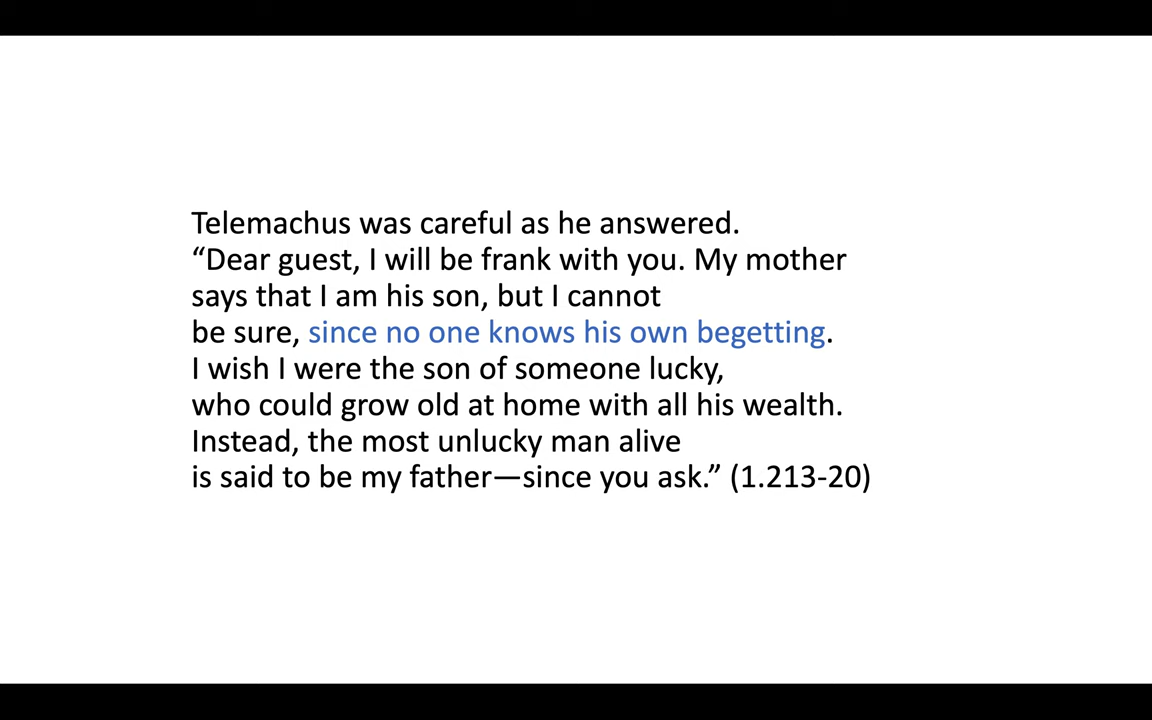 Telemachus was careful as he answered.
“Dear guest, I will be frank with you. My mother
says that I am his son, but I cannot
be sure, since no one knows his own begetting.
I wish I were the son of someone lucky,
who could grow old at home with all his wealth.
Instead, the most unlucky man alive
is said to be my father—since you ask.” (1.213-20)